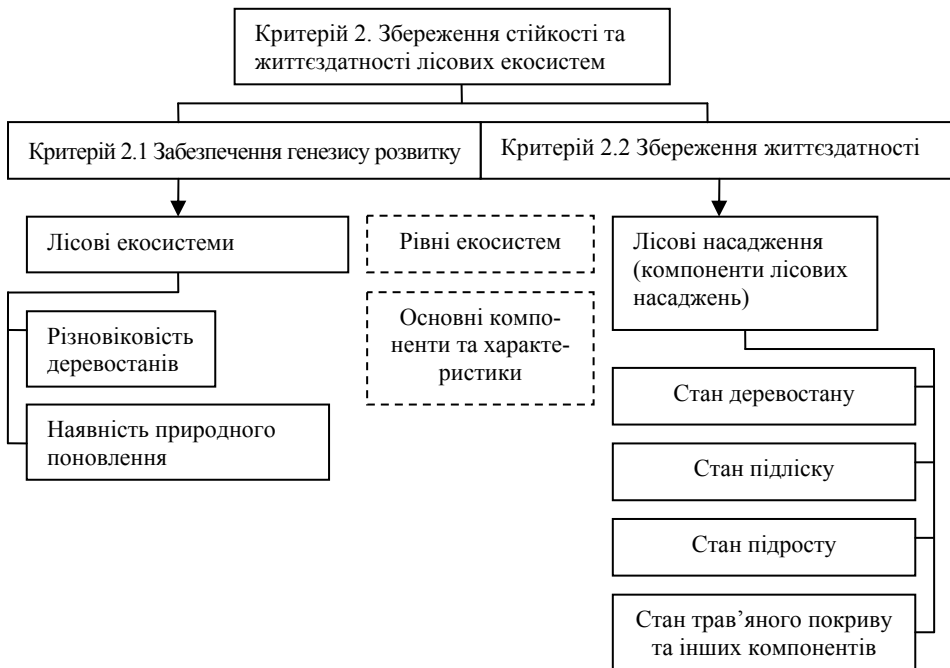 Критерій 2. Збереження стійкості та
життєздатності лісових екосистем
Критерій 2.1 Забезпечення генезису розвитку
Критерій 2.2 Збереження життєздатності
Лісові екосистеми
Рівні екосистем
Лісові насадження
(компоненти лісових
насаджень)
Різновіковість
деревостанів
Основні компо-
ненти та характе-
ристики
Наявність природного
поновлення
Стан деревостану
Стан підліску
Стан підросту
Стан трав’яного покриву
та інших компонентів